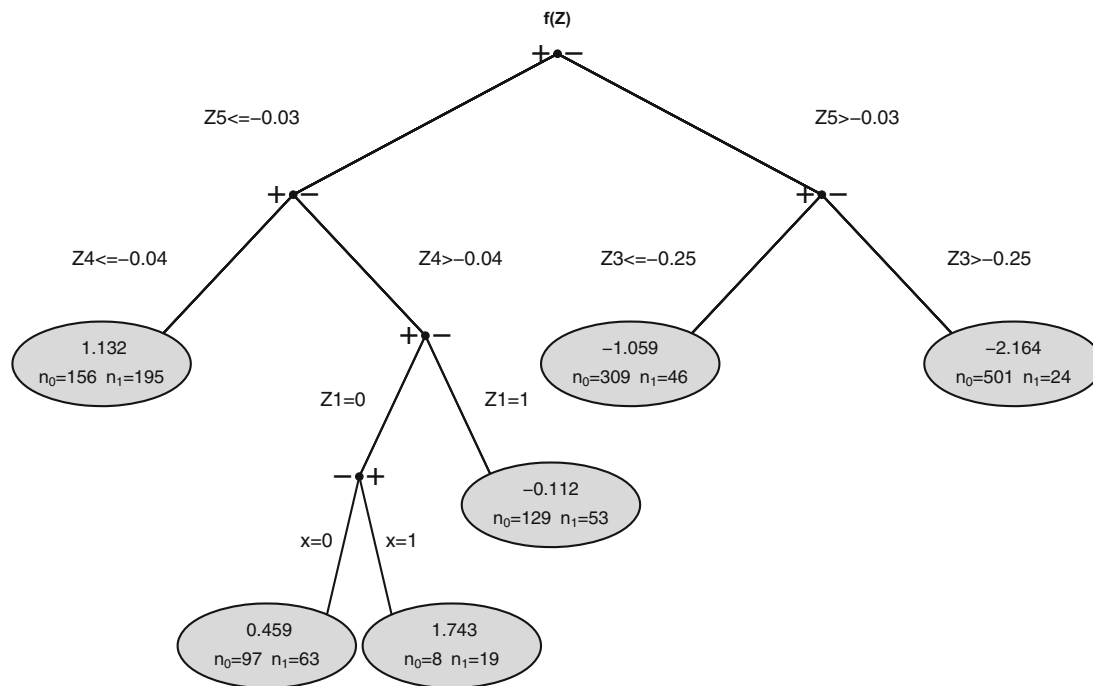 f(Z)
+ −
Z5<=−0.03 Z5>−0.03
+ − + −
Z4<=−0.04 Z4>−0.04 Z3<=−0.25 Z3>−0.25
+ −
1.132 −1.059 −2.164
n₀=156 n₁=195 n₀=309 n₁=46 n₀=501 n₁=24
Z1=0 Z1=1
− +
−0.112
n₀=129 n₁=53
x=0 x=1
0.459 1.743
n₀=97 n₁=63 n₀=8 n₁=19